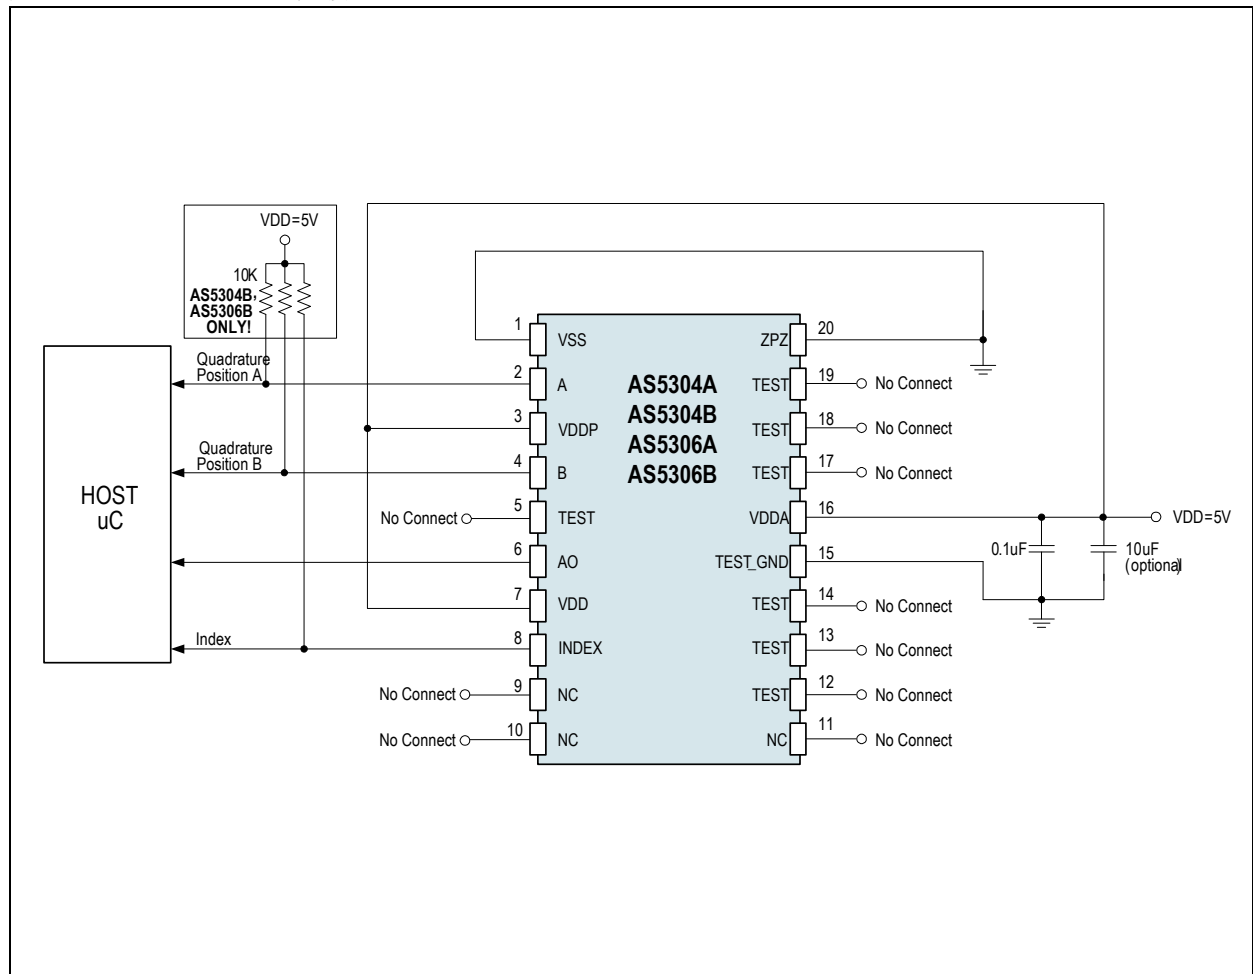 VDD=5V
10K
AS5304B,
AS5306B
ONLY!
HOST
uC
Quadrature
Position A
Quadrature
Position B
Index
No Connect
No Connect
No Connect
1
2
3
4
5
6
7
8
9
10
VSS
A
VDDP
B
TEST
AO
VDD
INDEX
NC
NC
AS5304A
AS5304B
AS5306A
AS5306B
ZPZ
TEST
TEST
TEST
VDDA
TEST_GND
TEST
TEST
TEST
NC
20
19
18
17
16
15
14
13
12
11
No Connect
No Connect
No Connect
VDD=5V
0.1uF
10uF
(optional
No Connect
No Connect
No Connect
No Connect